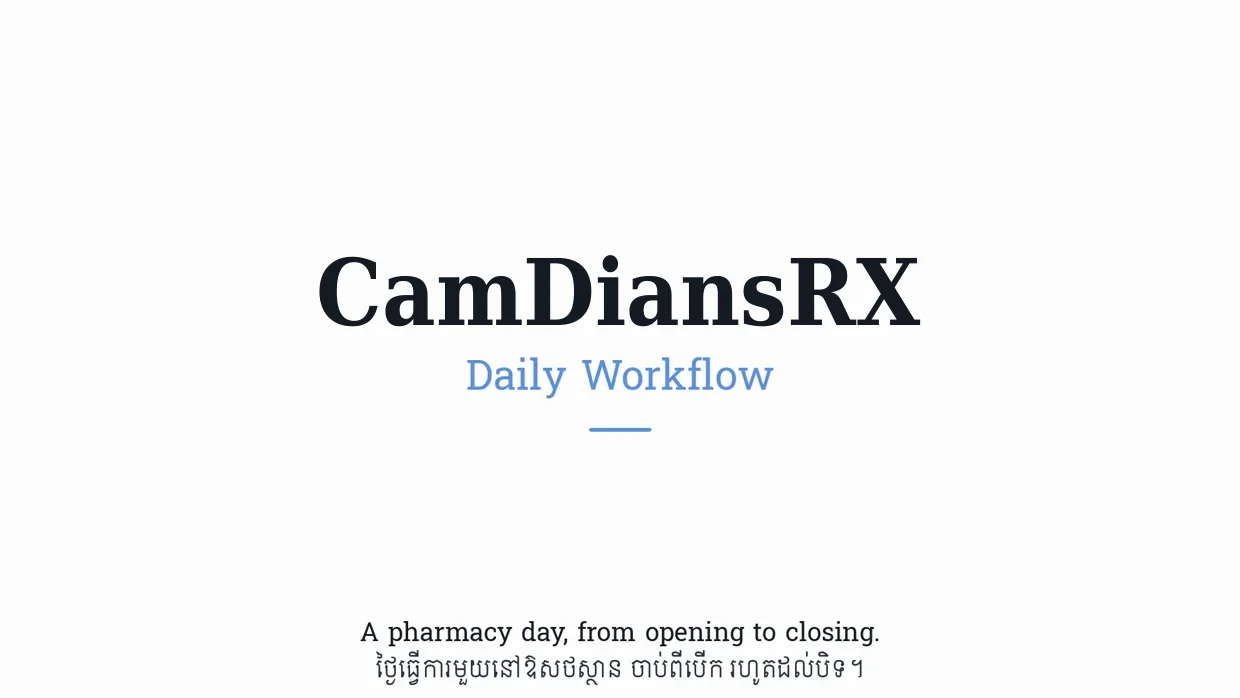 CamDiansRX
Daily Workflow
A pharmacy day, from opening to closing.
ថ្ងៃធ្វើការមួយនៅឱសថស្ថាន ចាប់ពីបើក រហូតដល់បិទ។